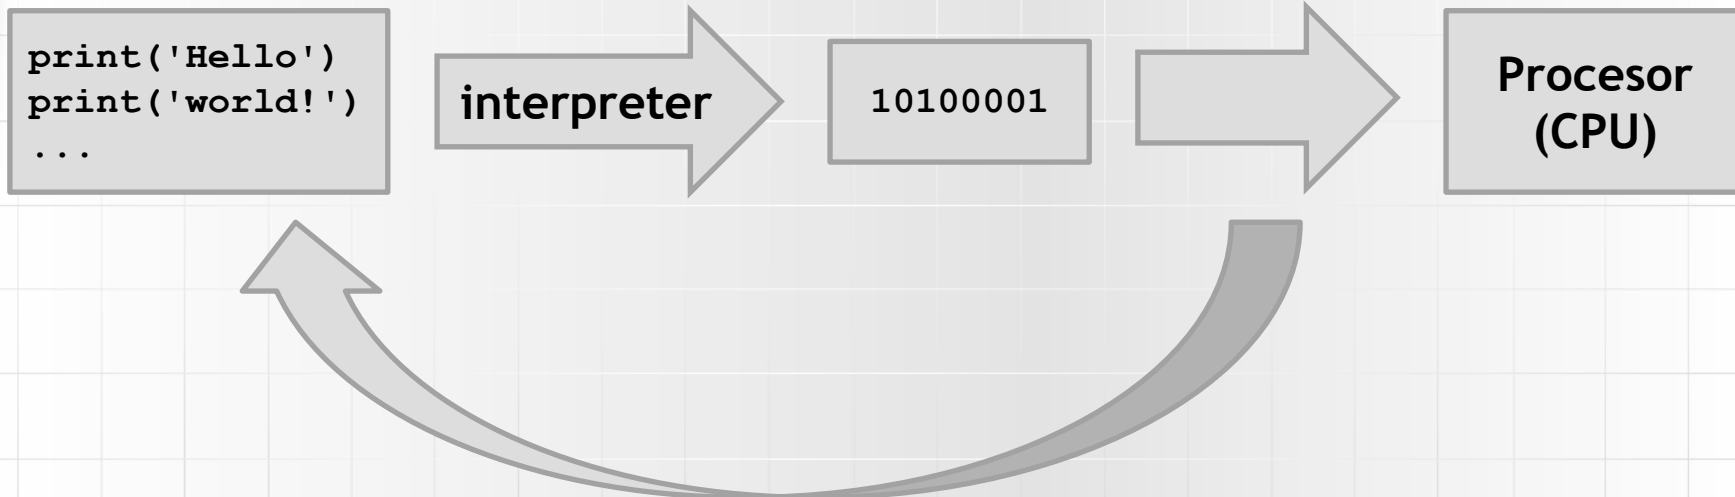 print('Hello')
print('world!')
...
interpreter
10100001
Procesor
(CPU)